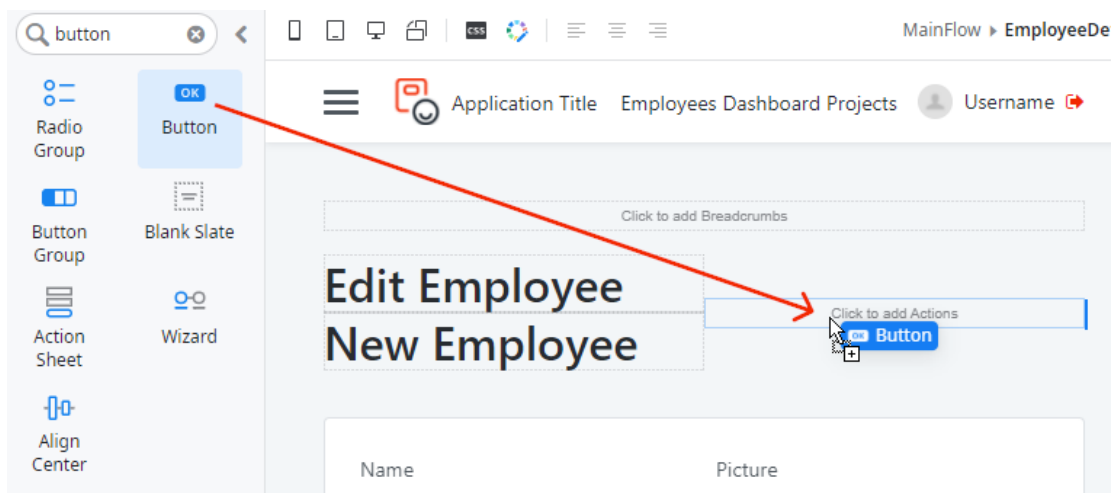 button
css
MainFlow EmployeeDe
OK
Radio
Group
Button
Button
Group
Blank Slate
Action
Sheet
Wizard
Align
Center
Application Title Employees Dashboard Projects Username
Click to add Breadcrumbs
Edit Employee
New Employee
Click to add Actions
OK Button
Name Picture